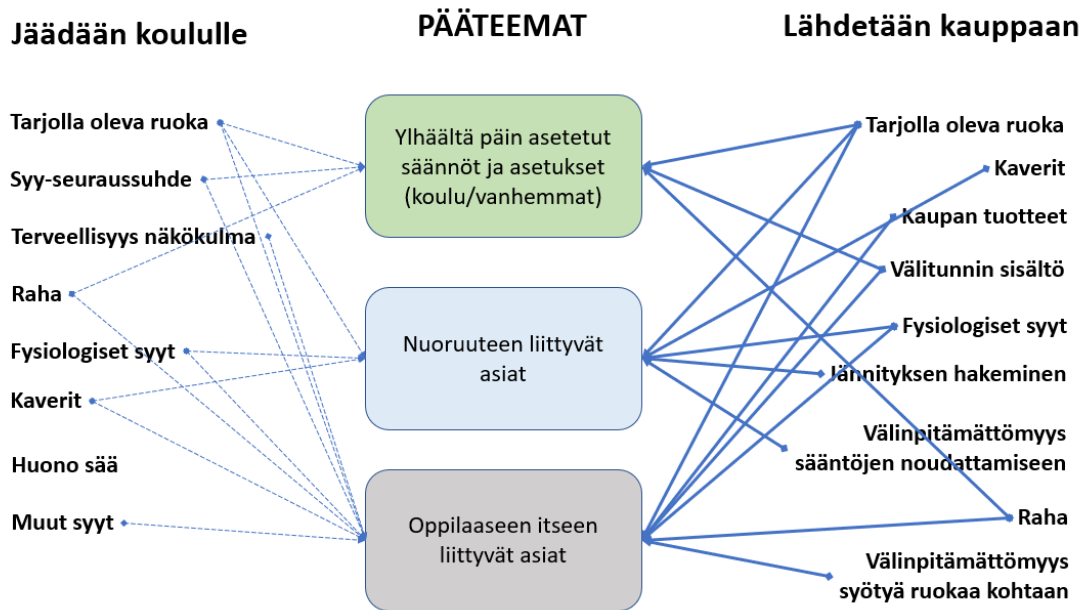 Jäädään koululle
PÄÄTEEMAT
Lähdetään kauppaan
Tarjolla oleva ruoka
Syy-seuraussuhde
Terveellisyys näkökulma
Raha
Fysiologiset syyt
Kaverit
Huono sää
Muut syyt
Ylhäältä päin asetetut
säännöt ja asetukset
(koulu/vanhemmat)
Nuoruuteen liittyvät
asiat
Oppilaaseen itseen
liittyvät asiat
Tarjolla oleva ruoka
Kaverit
Kaupan tuotteet
Välitunnin sisältö
Fysiologiset syyt
Jännityksen hakeminen
Välinpitämättömyys
sääntöjen noudattamiseen
Raha
Välinpitämättömyys
syötyä ruokaa kohtaan